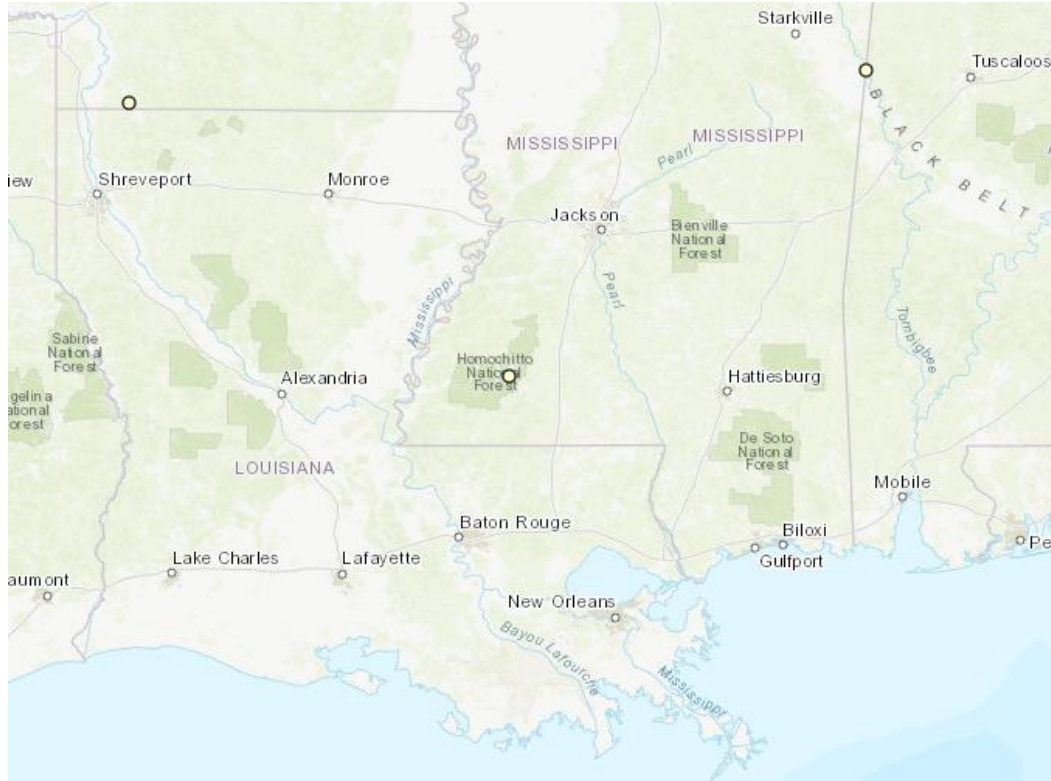 Starkville
Tuscaloos
BLACK BELT
MISSISSIPPI
MISSISSIPPI
Pearl
iew
Shreveport
Monroe
Jackson
Bienville
National
Forest
Pearl
Mississippi
Tombigbee
Sabine
National
Forest
Homochitto
National
Forest
Hattiesburg
Alexandria
gelina
ational
orest
De Soto
National
Forest
LOUISIANA
Mobile
Baton Rouge
Biloxi
Pe
Gulfport
Lake Charles
Lafayette
aumont
New Orleans
Bayou Lafourche
Mississippi